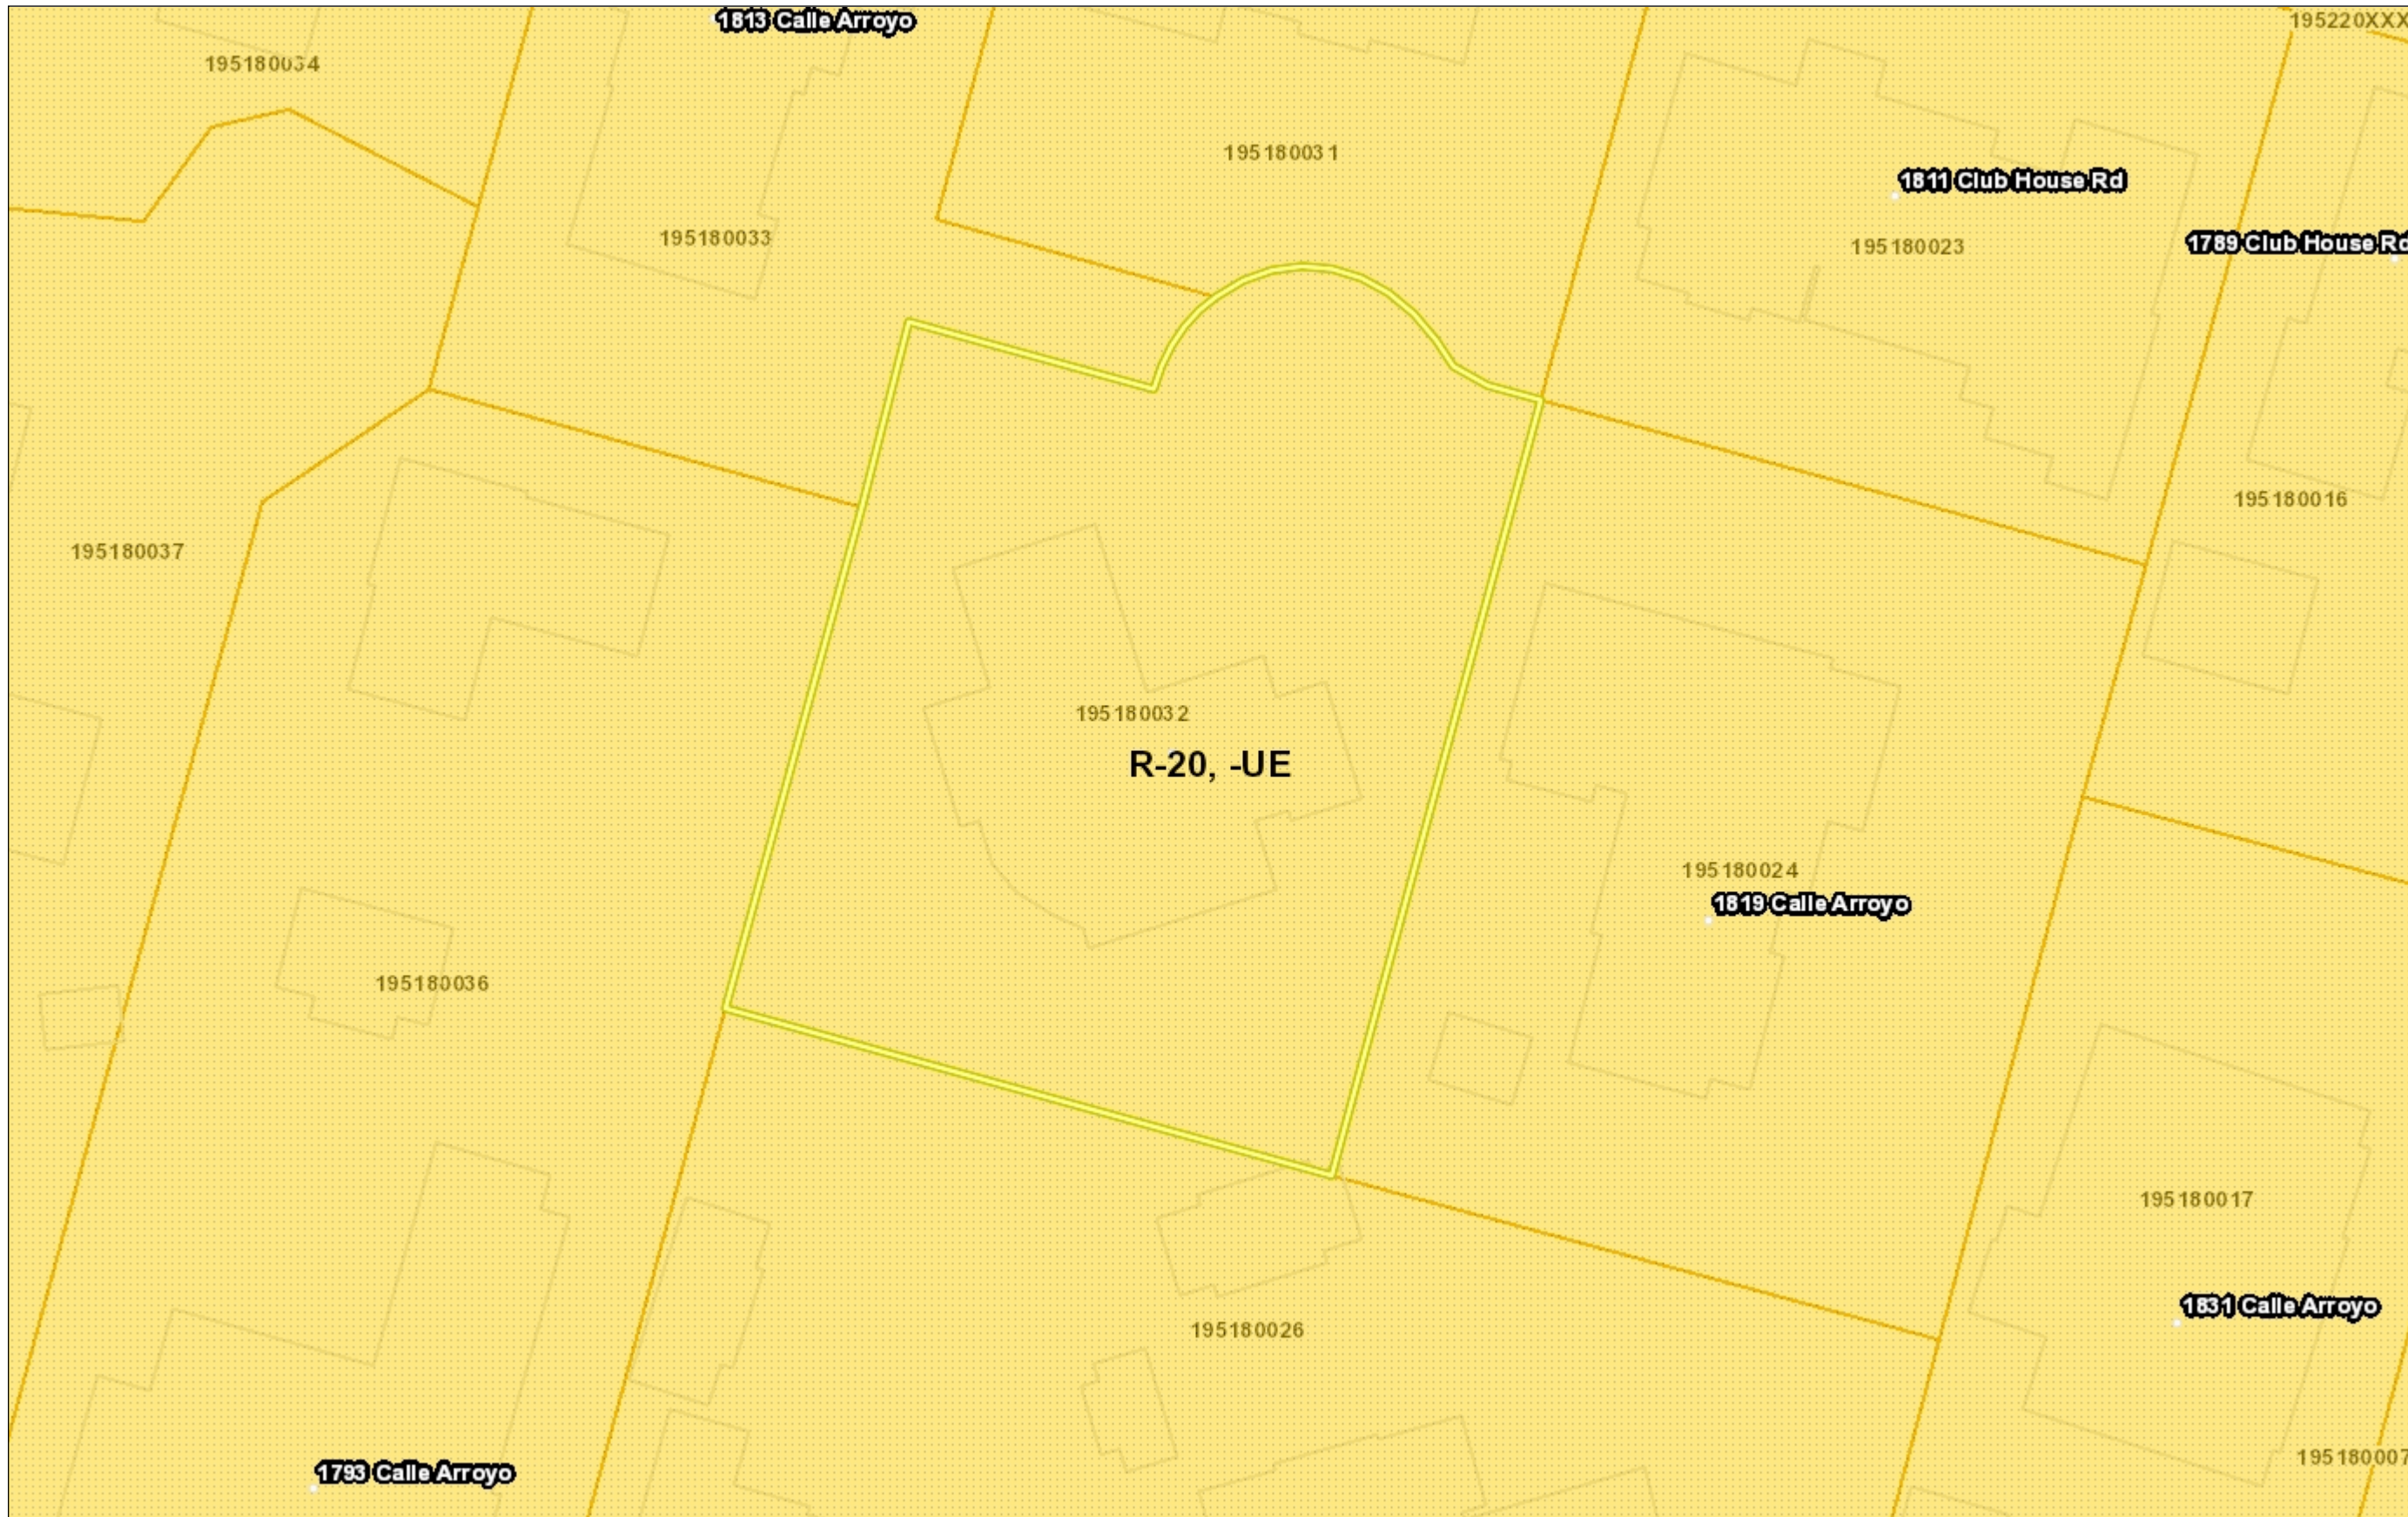 1813 Calle Arroyo
195220XXX
195180034
195180031
1811 Club House Rd
195180033
195180023
1789 Club House Rd
195180016
195180037
195180032
R-20, -UE
195180024
1819 Calle Arroyo
195180036
195180017
1831 Calle Arroyo
195180026
195180007
1793 Calle Arroyo